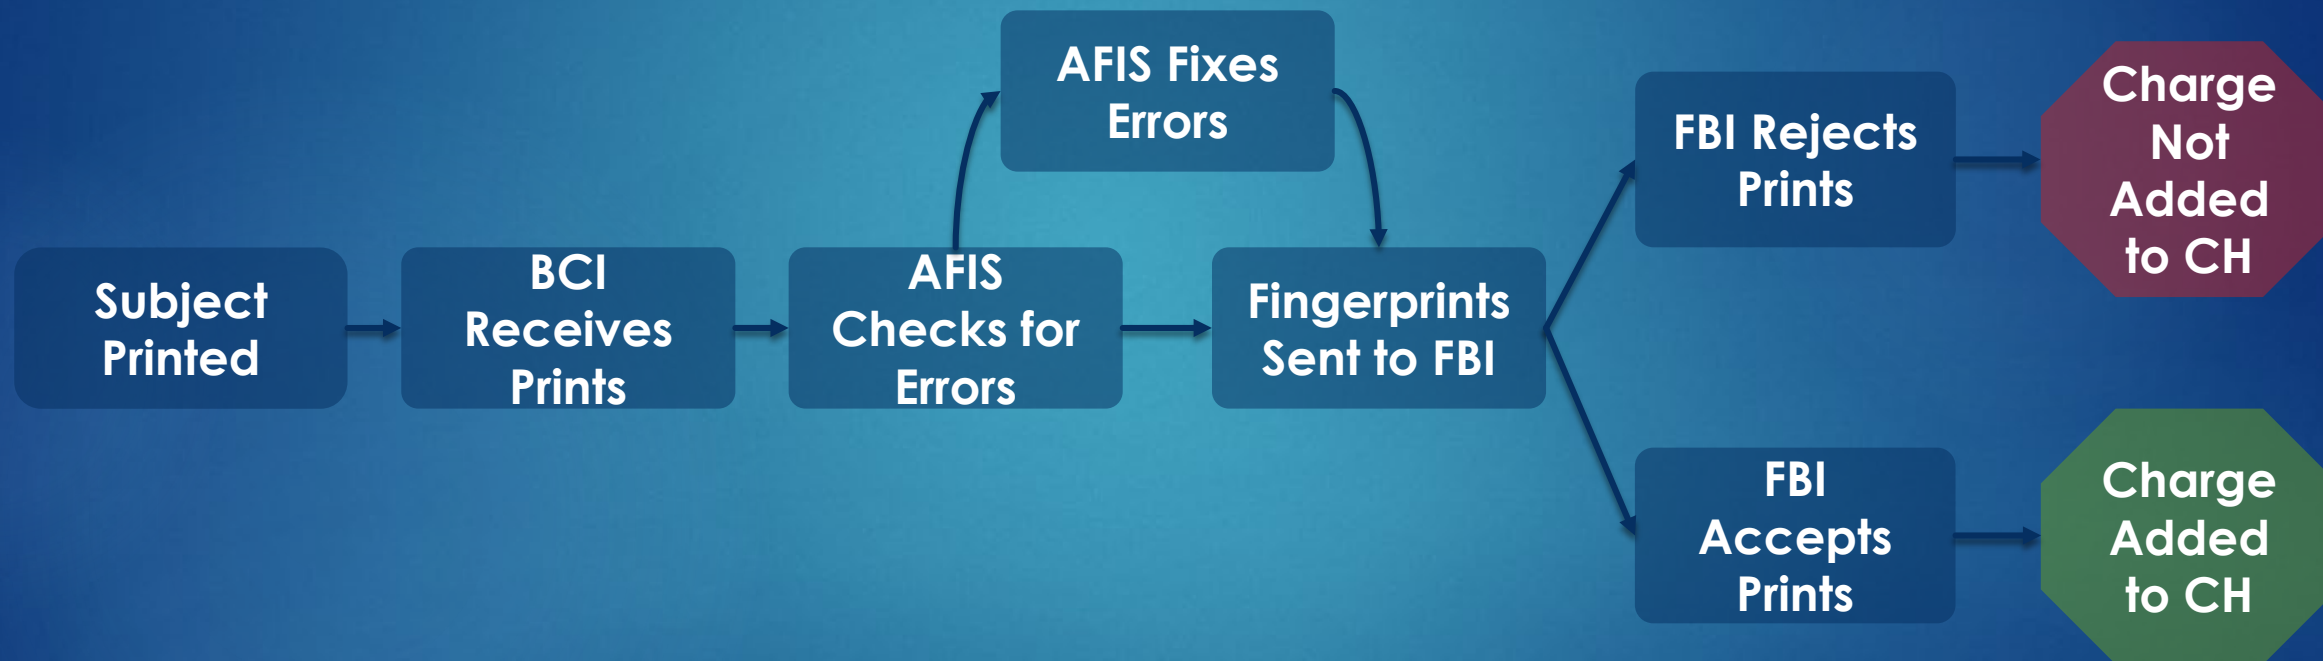 Subject
Printed
BCI
Receives
Prints
AFIS
Checks for
Errors
AFIS Fixes
Errors
Fingerprints
Sent to FBI
FBI Rejects
Prints
Charge
Not
Added
to CH
FBI
Accepts
Prints
Charge
Added
to CH